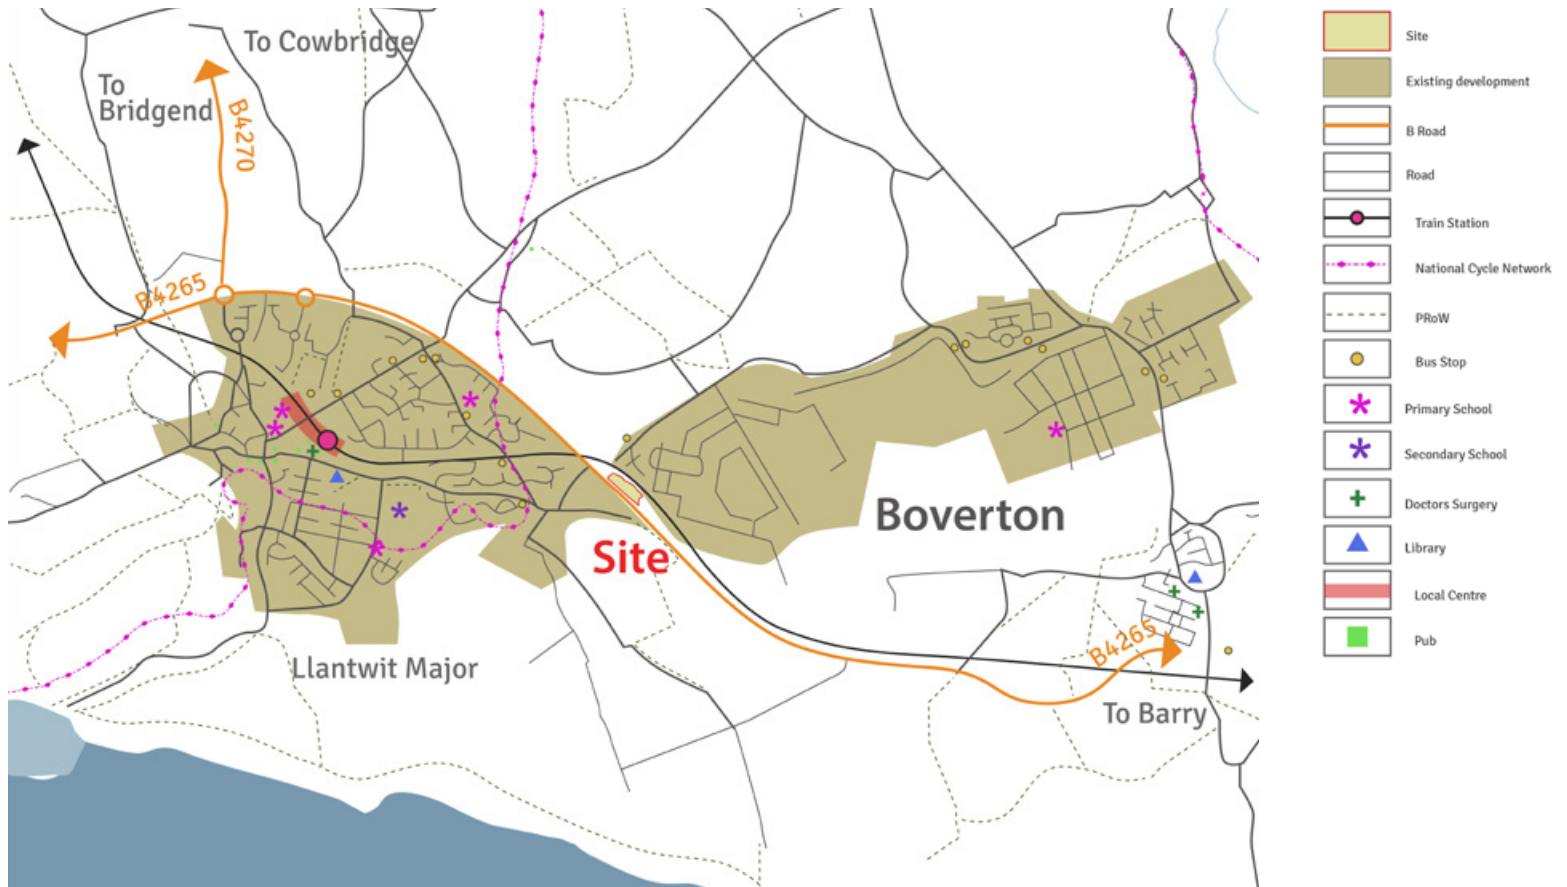 To Cowbridge
To
Bridgend
B4270
B4265
Boverton
Site
Llantwit Major
B4265
To Barry
Site
Existing development
B Road
Road
Train Station
National Cycle Network
PRoW
Bus Stop
Primary School
Secondary School
Doctors Surgery
Library
Local Centre
Pub